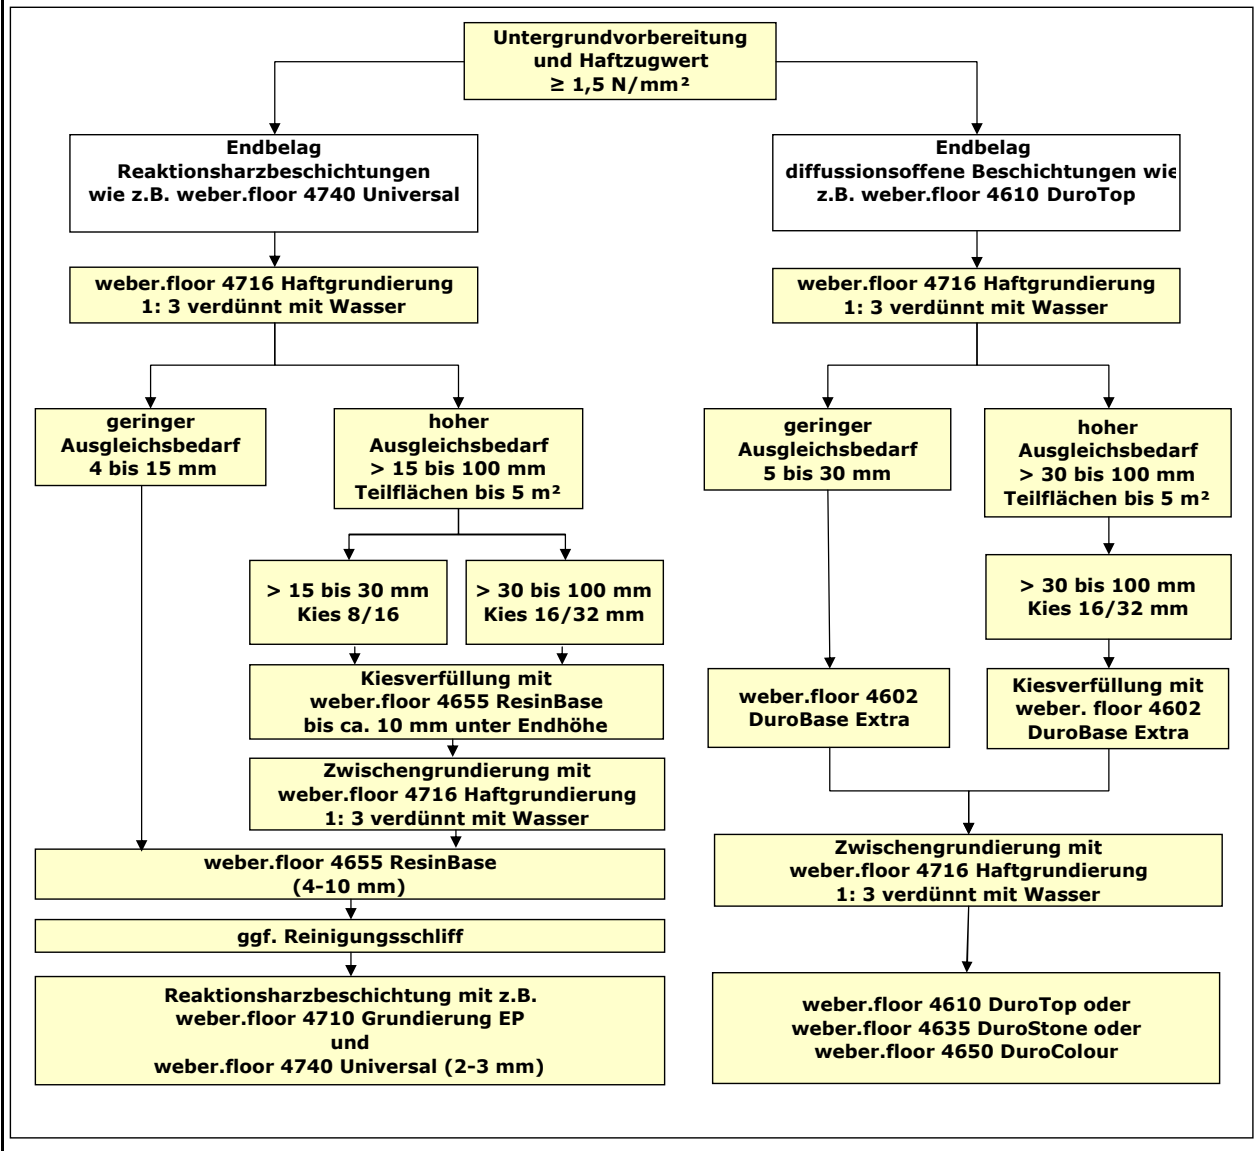 Untergrundvorbereitung
und Haftzugwert
≥ 1,5 N/mm²
Endbelag
Reaktionsharzbeschichtungen
wie z.B. weber.floor 4740 Universal
Endbelag
diffussionsoffene Beschichtungen wie
z.B. weber.floor 4610 DuroTop
weber.floor 4716 Haftgrundierung
1: 3 verdünnt mit Wasser
weber.floor 4716 Haftgrundierung
1: 3 verdünnt mit Wasser
geringer
Ausgleichsbedarf
4 bis 15 mm
hoher
Ausgleichsbedarf
> 15 bis 100 mm
Teilflächen bis 5 m²
geringer
Ausgleichsbedarf
5 bis 30 mm
hoher
Ausgleichsbedarf
> 30 bis 100 mm
Teilflächen bis 5 m²
> 15 bis 30 mm
Kies 8/16
> 30 bis 100 mm
Kies 16/32 mm
> 30 bis 100 mm
Kies 16/32 mm
Kiesverfüllung mit
weber.floor 4655 ResinBase
bis ca. 10 mm unter Endhöhe
weber.floor 4602
DuroBase Extra
Kiesverfüllung mit
weber. floor 4602
DuroBase Extra
Zwischengrundierung mit
weber.floor 4716 Haftgrundierung
1: 3 verdünnt mit Wasser
weber.floor 4655 ResinBase
(4-10 mm)
Zwischengrundierung mit
weber.floor 4716 Haftgrundierung
1: 3 verdünnt mit Wasser
ggf. Reinigungsschliff
Reaktionsharzbeschichtung mit z.B.
weber.floor 4710 Grundierung EP
und
weber.floor 4740 Universal (2-3 mm)
weber.floor 4610 DuroTop oder
weber.floor 4635 DuroStone oder
weber.floor 4650 DuroColour